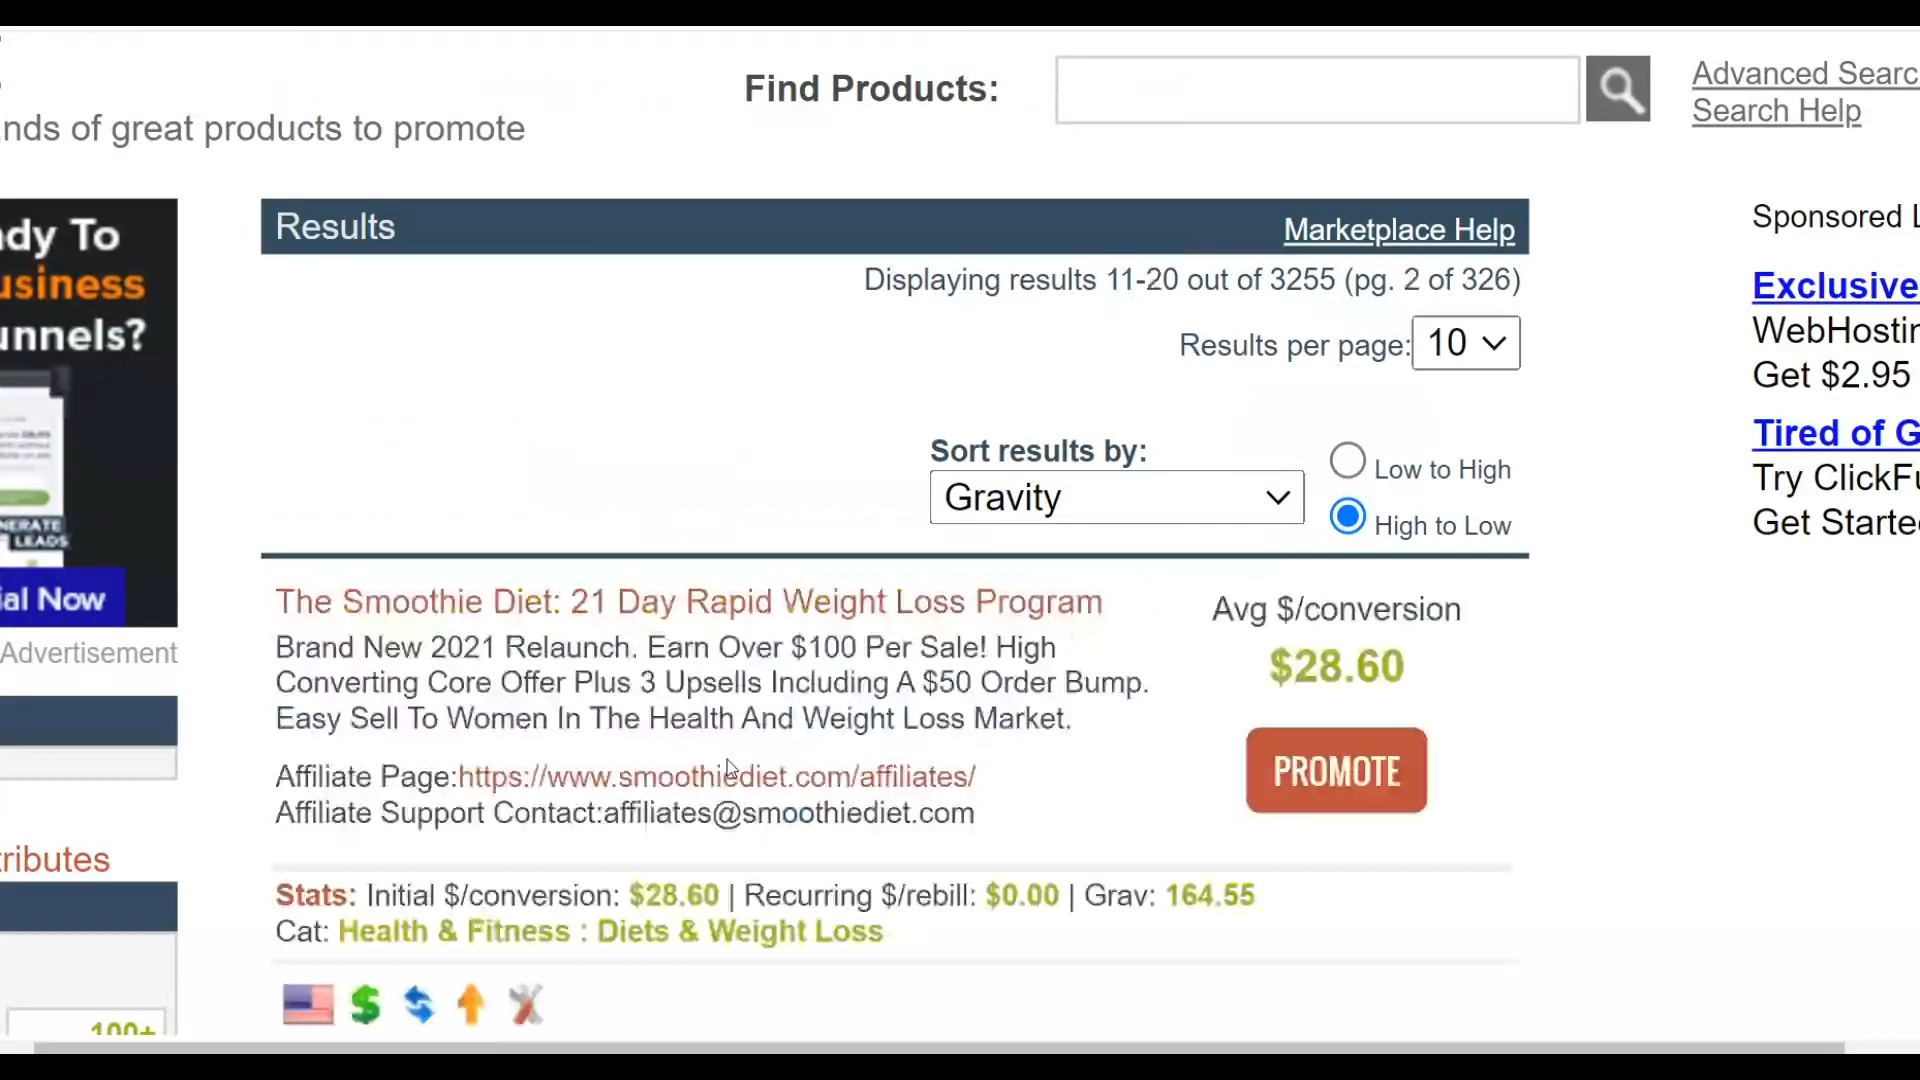 Find Products:
Advanced Searc
Search Help
nds of great products to promote
dy To
usiness
unnels?
NERATE
LEADS
ial Now
Advertisement
ributes
100+
Results
Marketplace Help
Displaying results 11-20 out of 3255 (pg. 2 of 326)
Results per page: 10
Sort results by:
Gravity
Low to High
High to Low
The Smoothie Diet: 21 Day Rapid Weight Loss Program
Brand New 2021 Relaunch. Earn Over $100 Per Sale! High
Converting Core Offer Plus 3 Upsells Including A $50 Order Bump.
Easy Sell To Women In The Health And Weight Loss Market.
Affiliate Page:https://www.smoothiediet.com/affiliates/
Affiliate Support Contact:affiliates@smoothiediet.com
Avg $/conversion
$28.60
PROMOTE
Stats: Initial $/conversion: $28.60 | Recurring $/rebill: $0.00 | Grav: 164.55
Cat: Health & Fitness : Diets & Weight Loss
Sponsored L
Exclusive
WebHostin
Get $2.95
Tired of G
Try ClickFu
Get Starte